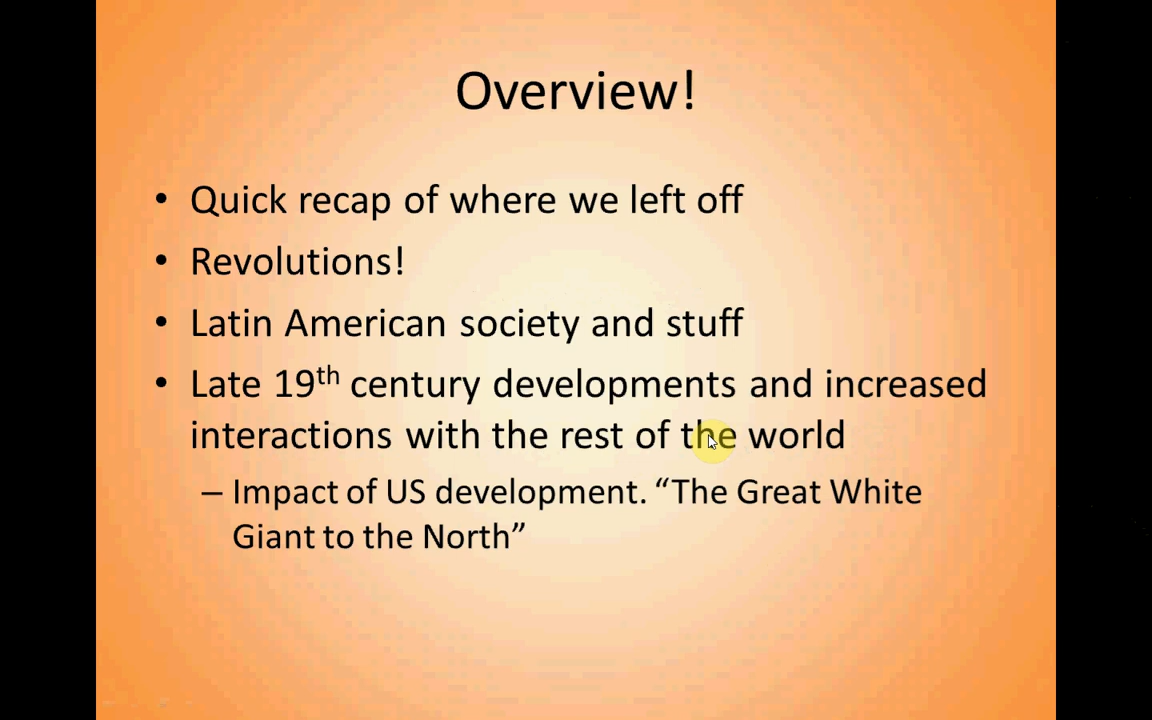 Overview!
• Quick recap of where we left off
• Revolutions!
• Latin American society and stuff
• Late 19th century developments and increased
interactions with the rest of the world
– Impact of US development. “The Great White
Giant to the North”